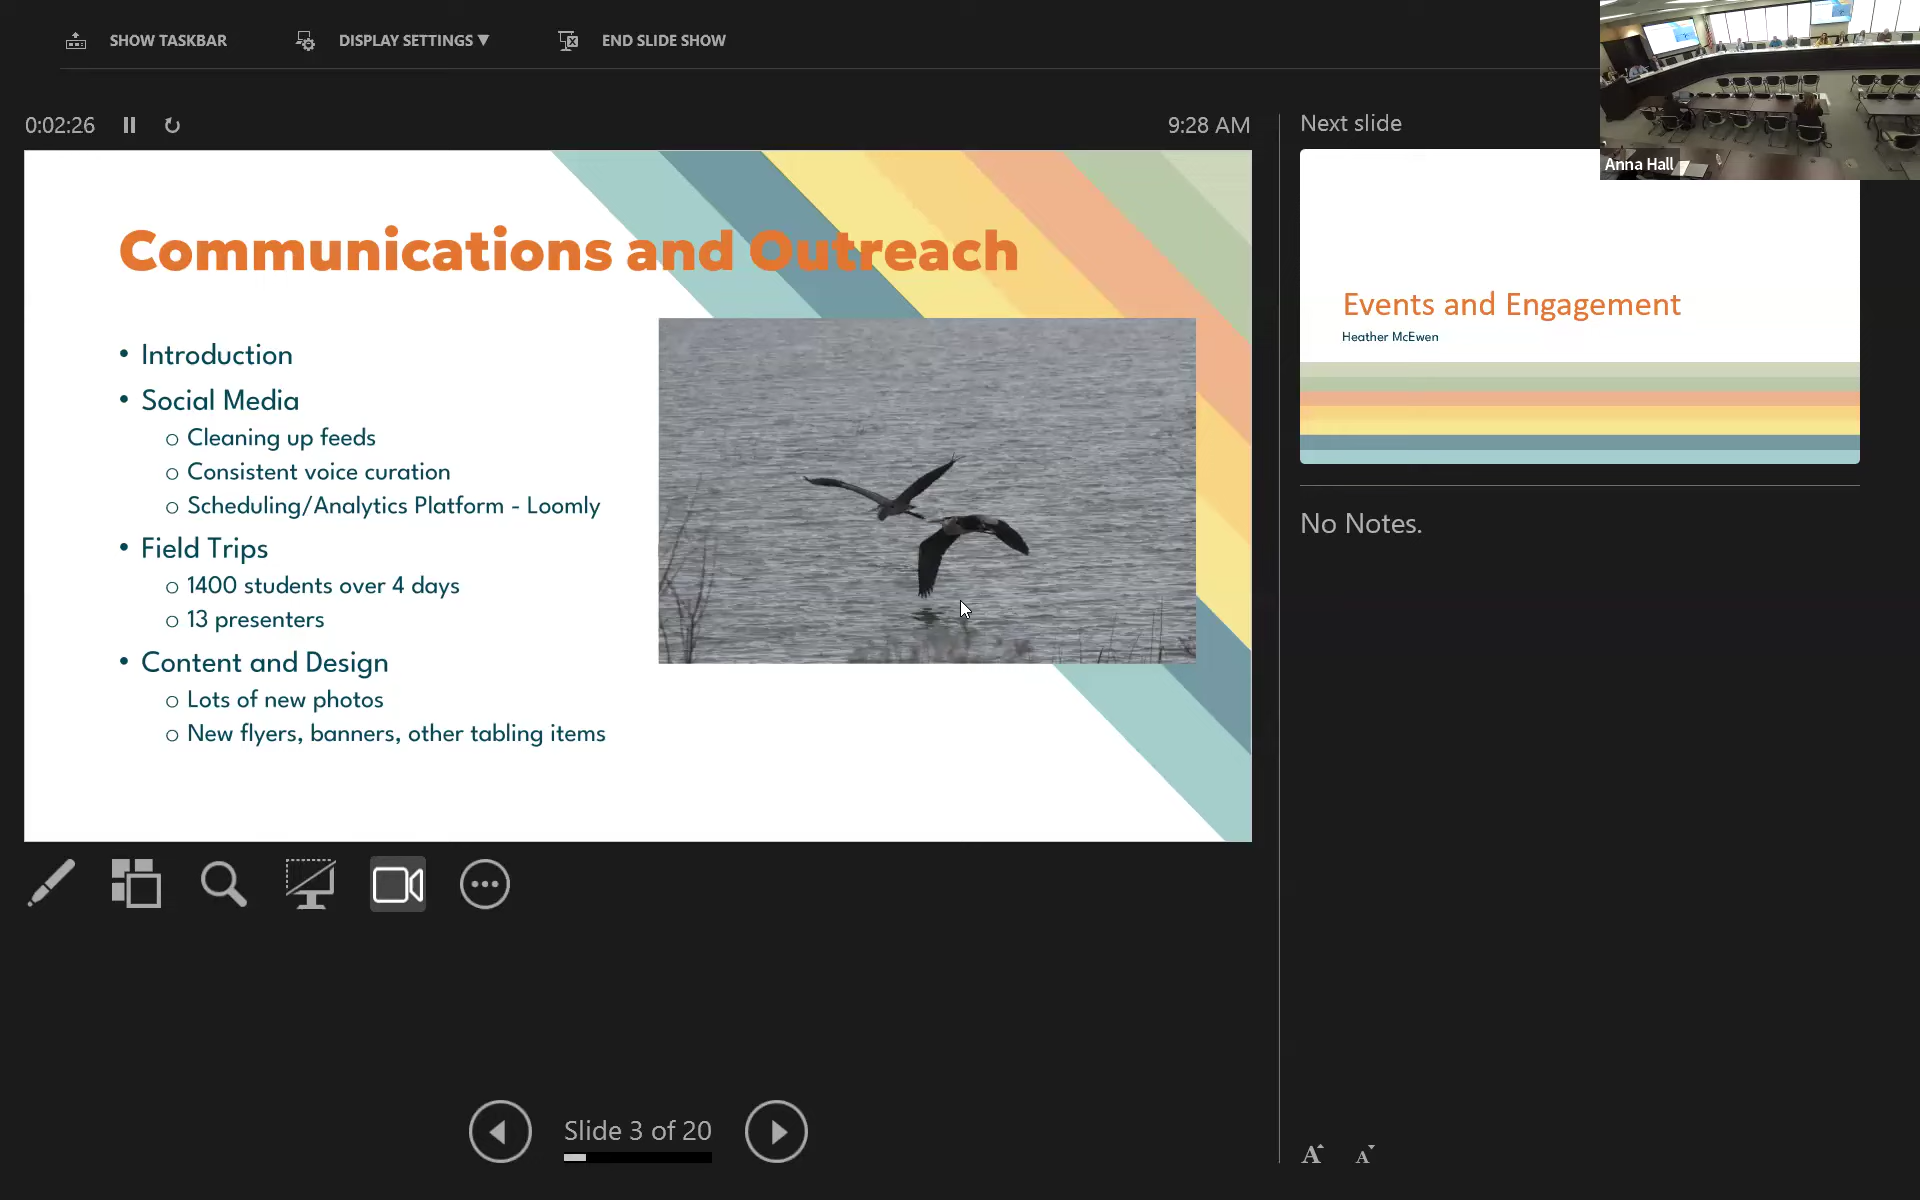 SHOW TASKBAR
DISPLAY SETTINGS ▼
END SLIDE SHOW
0:02:26
9:28 AM
Communications and Outreach
• Introduction
• Social Media
○ Cleaning up feeds
○ Consistent voice curation
○ Scheduling/Analytics Platform - Loomly
• Field Trips
○ 1400 students over 4 days
○ 13 presenters
• Content and Design
○ Lots of new photos
○ New flyers, banners, other tabling items
Slide 3 of 20
Next slide
Anna Hall
Events and Engagement
Heather McEwen
No Notes.
A A